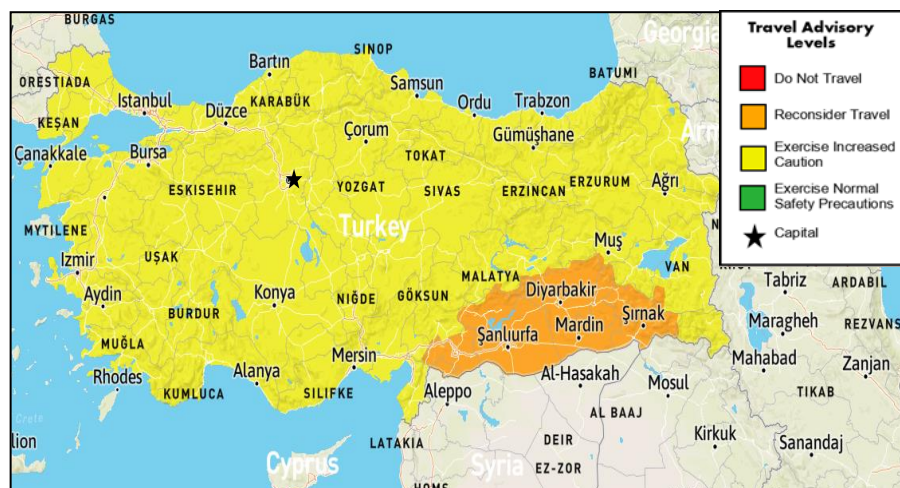 BURGAS
Georgia
Travel Advisory
Levels
Do Not Travel
Reconsider Travel
Exercise Increased
Caution
Exercise Normal
Safety Precautions
Capital
SINOP
Bartın
BATUMI
ORESTIADA
Samsun
Istanbul
Düzce
KARABÜK
Ordu
Trabzon
KEŞAN
Çorum
Gümüşhane
Çanakkale
Bursa
TOKAT
ESKISEHIR
YOZGAT
SIVAS
ERZINCAN
ERZURUM
Ağrı
MYTILENE
Turkey
Izmir
UŞAK
Muş
VAN
MALATYA
Tabriz
ARDABIL
Aydin
BURDUR
Konya
NIĞDE
GÖKSUN
Diyarbakir
Şırnak
Maragheh
REZVANS
MUĞLA
Şanlıurfa
Mardin
Mersin
Mahabad
Zanjan
Rhodes
KUMLUCA
Alanya
SILIFKE
Aleppo
Al-Hasakah
Mosul
TIKAB
Crete
AL BAAJ
lion
LATAKIA
DEIR
EZ-ZOR
Kirkuk
Sanandaj
Cyprus
Syria
HOMS